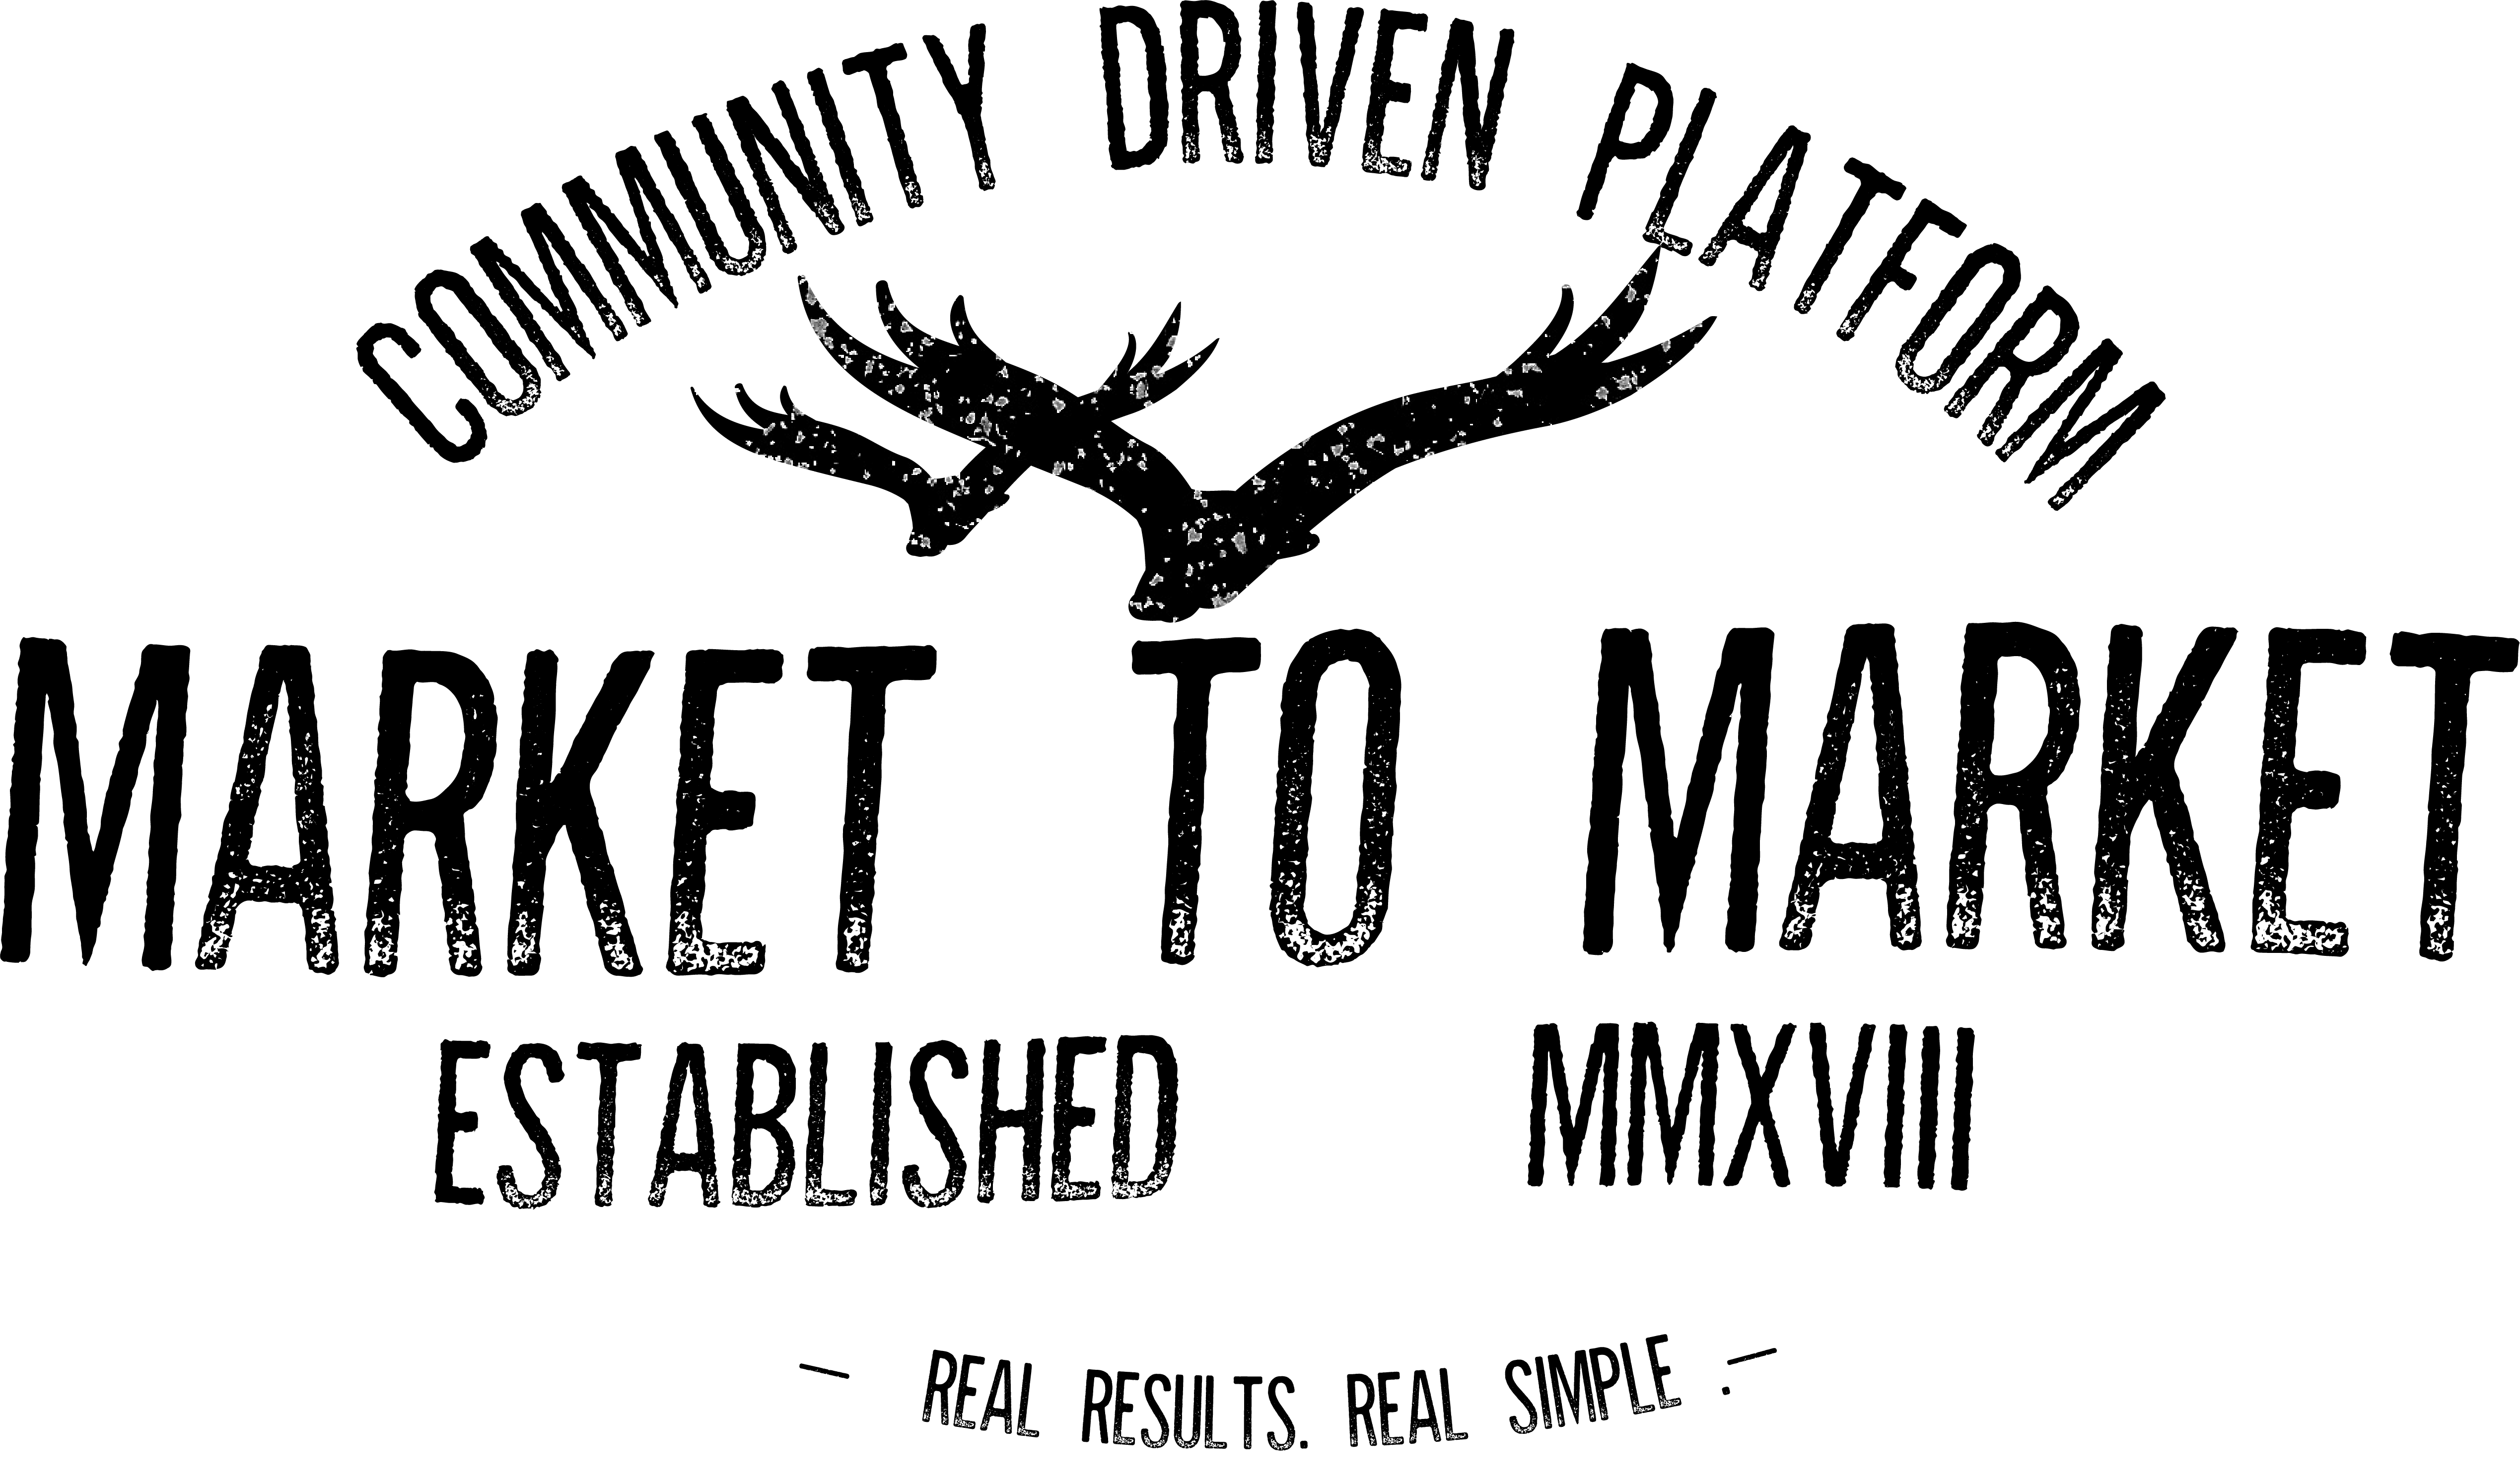 COMMUNITY DRIVEN PLATFORM
MARKET TO MARKET
ESTABLISHED MMXVIII
— REAL RESULTS. REAL SIMPLE .—